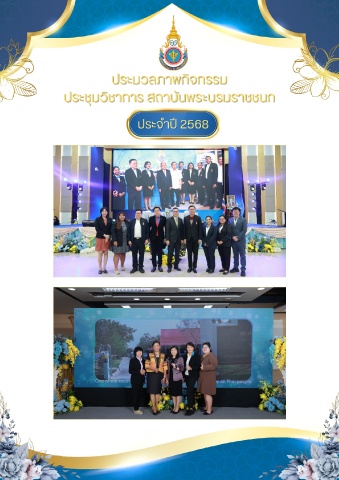 ประมวลภาพกิจกรรม
ประชุมวิชาการ สถาบันพระบรมราชชนก
ประจำปี 2568